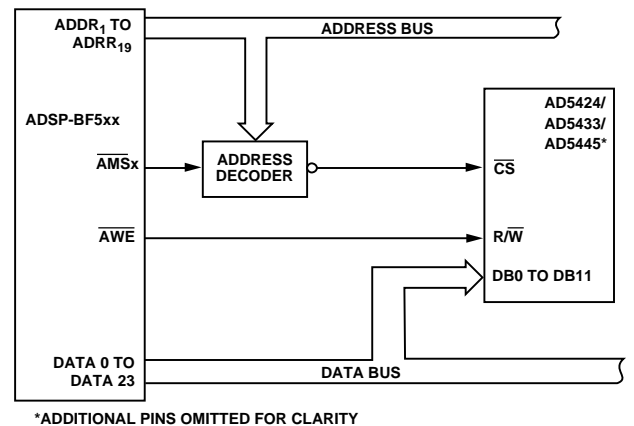 ADDR1 TO
ADRR19
ADDRESS BUS
ADSP-BF5xx
AD5424/
AD5433/
AD5445*
AMSx
ADDRESS
DECODER
CS
AWE
R/W
DB0 TO DB11
DATA 0 TO
DATA 23
DATA BUS
*ADDITIONAL PINS OMITTED FOR CLARITY